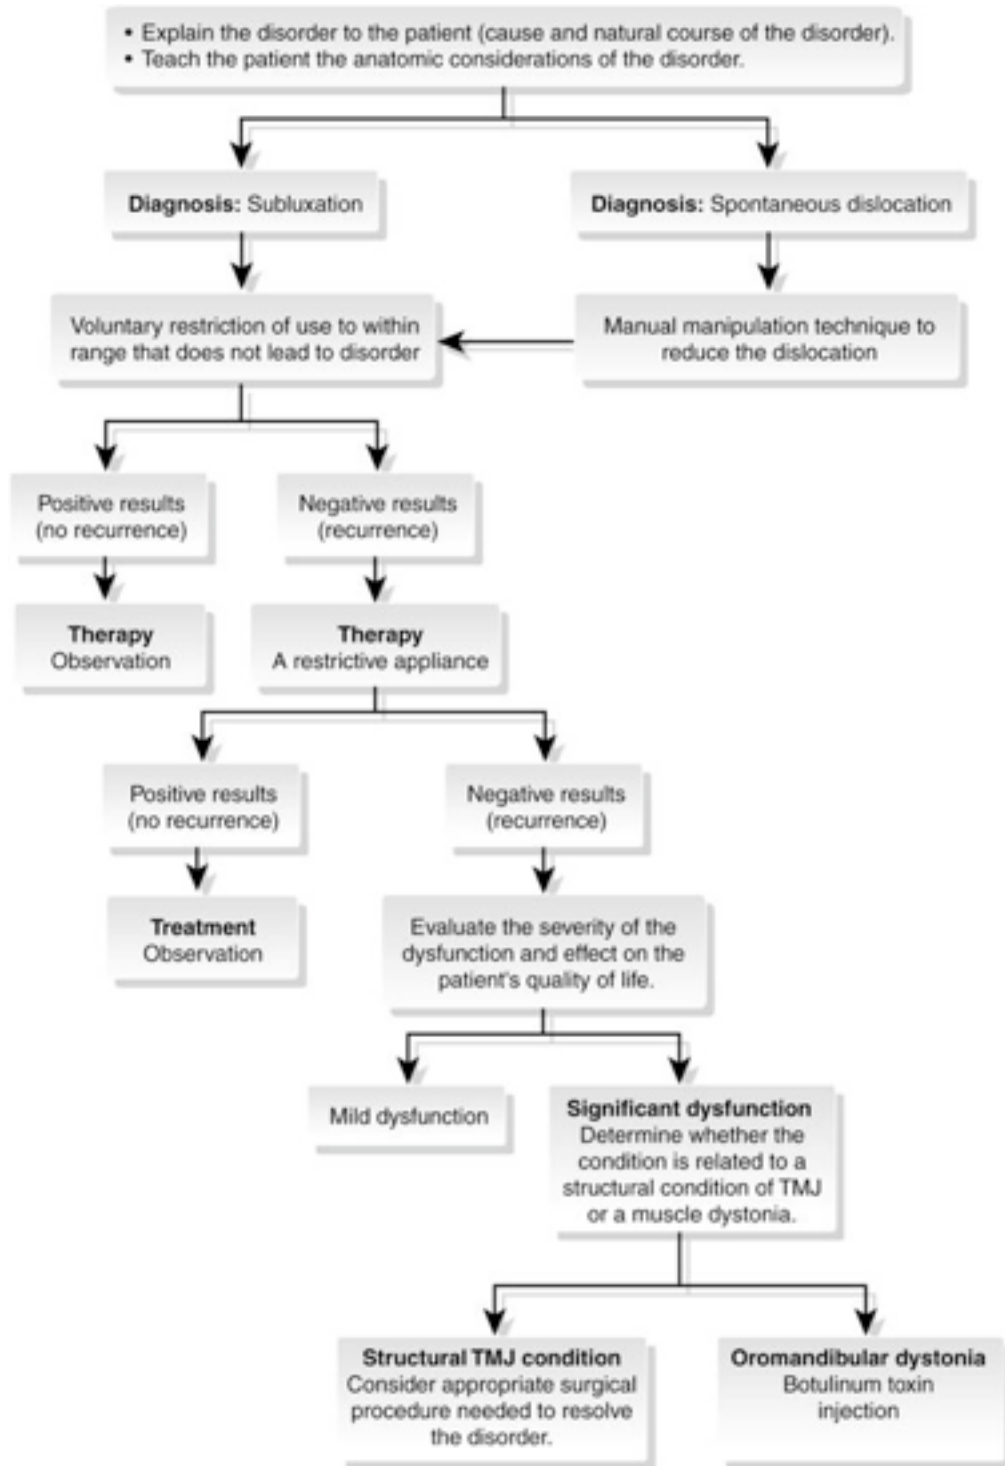 • Explain the disorder to the patient (cause and natural course of the disorder).
• Teach the patient the anatomic considerations of the disorder.
Diagnosis: Subluxation
Diagnosis: Spontaneous dislocation
Voluntary restriction of use to within
range that does not lead to disorder
Manual manipulation technique to
reduce the dislocation
Positive results
(no recurrence)
Negative results
(recurrence)
Therapy
Observation
Therapy
A restrictive appliance
Positive results
(no recurrence)
Negative results
(recurrence)
Treatment
Observation
Evaluate the severity of the
dysfunction and effect on the
patient's quality of life.
Mild dysfunction
Significant dysfunction
Determine whether the
condition is related to a
structural condition of TMJ
or a muscle dystonia.
Structural TMJ condition
Consider appropriate surgical
procedure needed to resolve
the disorder.
Oromandibular dystonia
Botulinum toxin
injection